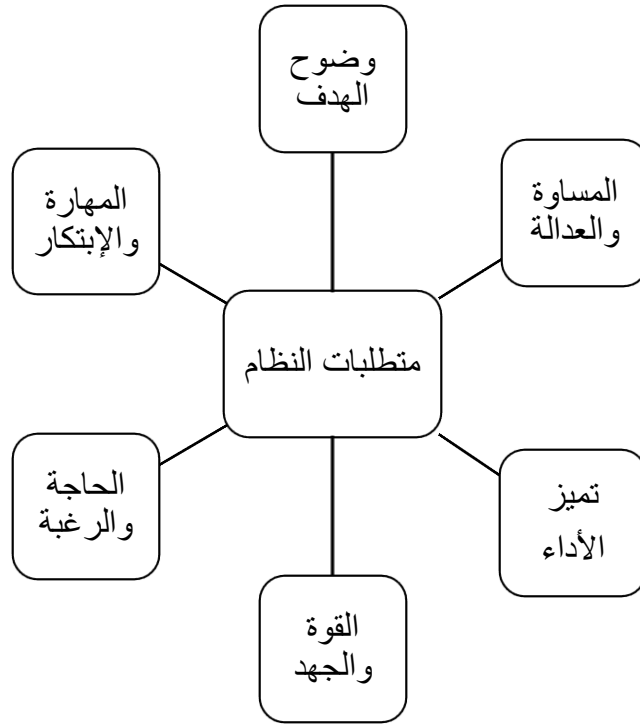 وضوح
الهدف
المساوة
والعدالة
المهارة
والإبتكار
متطلبات النظام
تميز
الأداء
الحاجة
والرغبة
القوة
والجهد